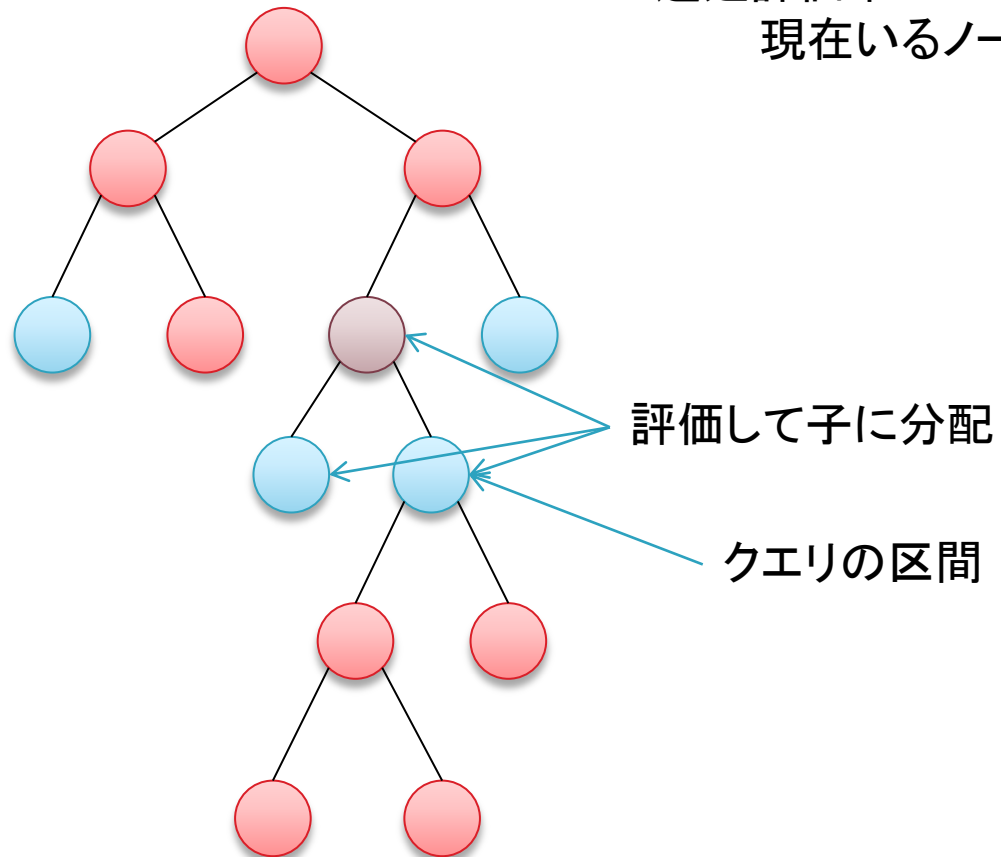 現在いるノー
評価して子に分配
クエリの区間